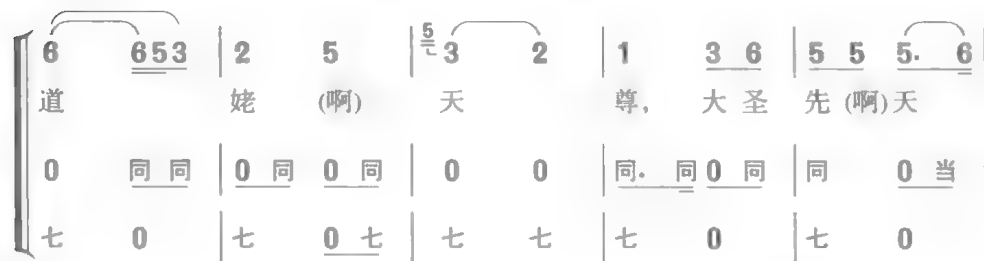 6 653 | 2 5 | 5 3 2 | 1 3 6 | 5 5 5. 6
道 姥 (啊) 天 尊, 大 圣 先 (啊) 天
0 同 同 | 0 同 0 同 | 0 0 | 同. 同 0 同 | 同 0 当
七 0 | 七 0 七 | 七 七 | 七 0 | 七 0